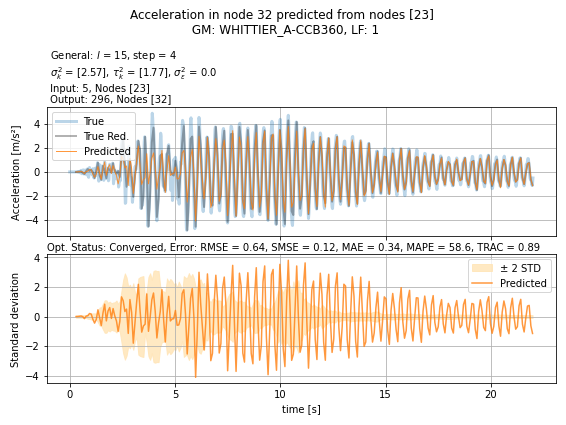 Acceleration in node 32 predicted from nodes [23]
GM: WHITTIER_A-CCB360, LF: 1
General: l = 15, step = 4
σ²ₖ = [2.57], τ²ₖ = [1.77], σ²ε = 0.0
Input: 5, Nodes [23]
Output: 296, Nodes [32]
Acceleration [m/s²]
4
2
0
−2
−4
True
True Red.
Predicted
Opt. Status: Converged, Error: RMSE = 0.64, SMSE = 0.12, MAE = 0.34, MAPE = 58.6, TRAC = 0.89
Standard deviation
4
2
0
−2
−4
± 2 STD
Predicted
0 5 10 15 20
time [s]